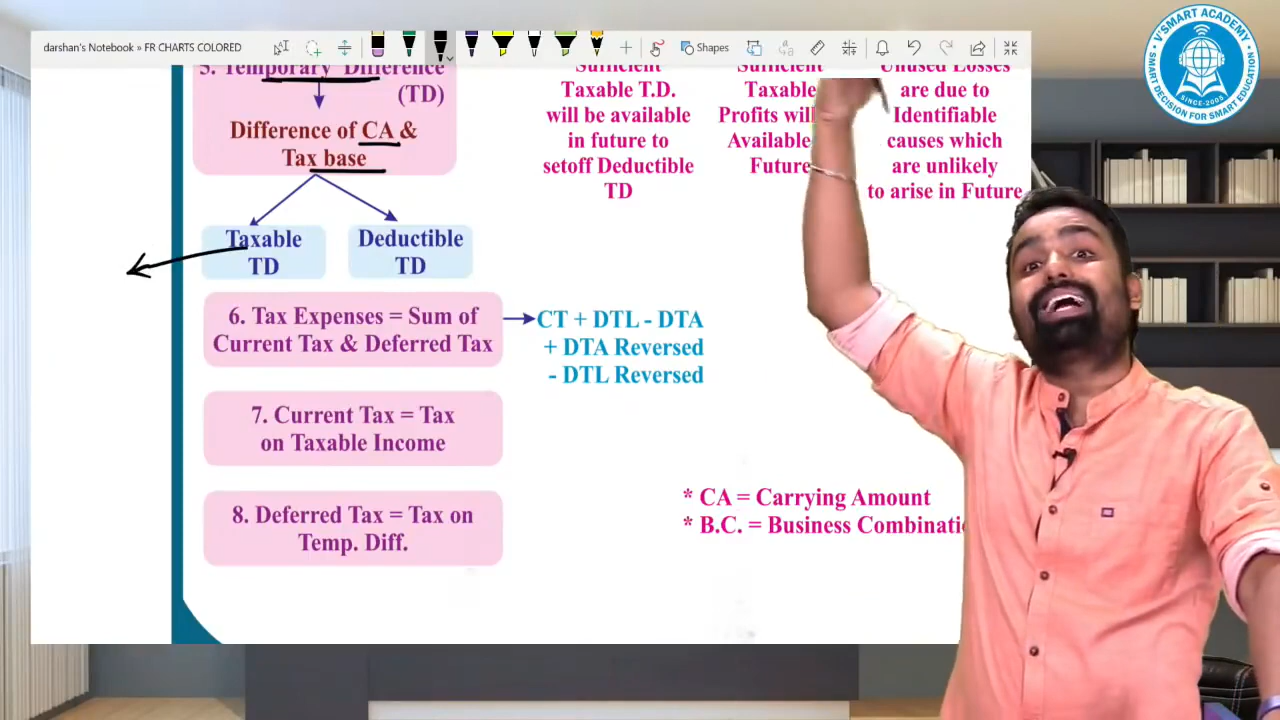 darshan's Notebook » FR CHARTS COLORED
Shapes
5. Temporary Difference
(TD)
Difference of CA &
Tax base
Taxable
TD
Deductible
TD
Sufficient
Taxable T.D.
will be available
in future to
setoff Deductible
TD
Sufficient
Taxable
Profits will
Available
Future
Unused Losses
are due to
Identifiable
causes which
are unlikely
to arise in Future
6. Tax Expenses = Sum of
Current Tax & Deferred Tax
CT + DTL - DTA
+ DTA Reversed
- DTL Reversed
7. Current Tax = Tax
on Taxable Income
8. Deferred Tax = Tax on
Temp. Diff.
* CA = Carrying Amount
* B.C. = Business Combinatio
V'SMART ACADEMY
SINCE-2005
SMART DECISION FOR SMART EDUCATION